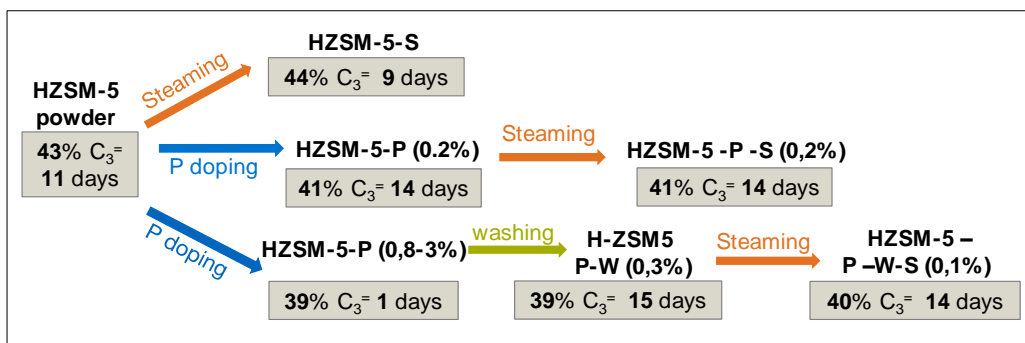 HZSM-5-S
44% C₃⁼ 9 days
Steaming
HZSM-5
powder
43% C₃⁼
11 days
P doping
HZSM-5-P (0.2%)
41% C₃⁼ 14 days
Steaming
HZSM-5 -P -S (0,2%)
41% C₃⁼ 14 days
P doping
HZSM-5-P (0,8-3%)
39% C₃⁼ 1 days
washing
H-ZSM5
P-W (0,3%)
39% C₃⁼ 15 days
Steaming
HZSM-5 –
P –W-S (0,1%)
40% C₃⁼ 14 days